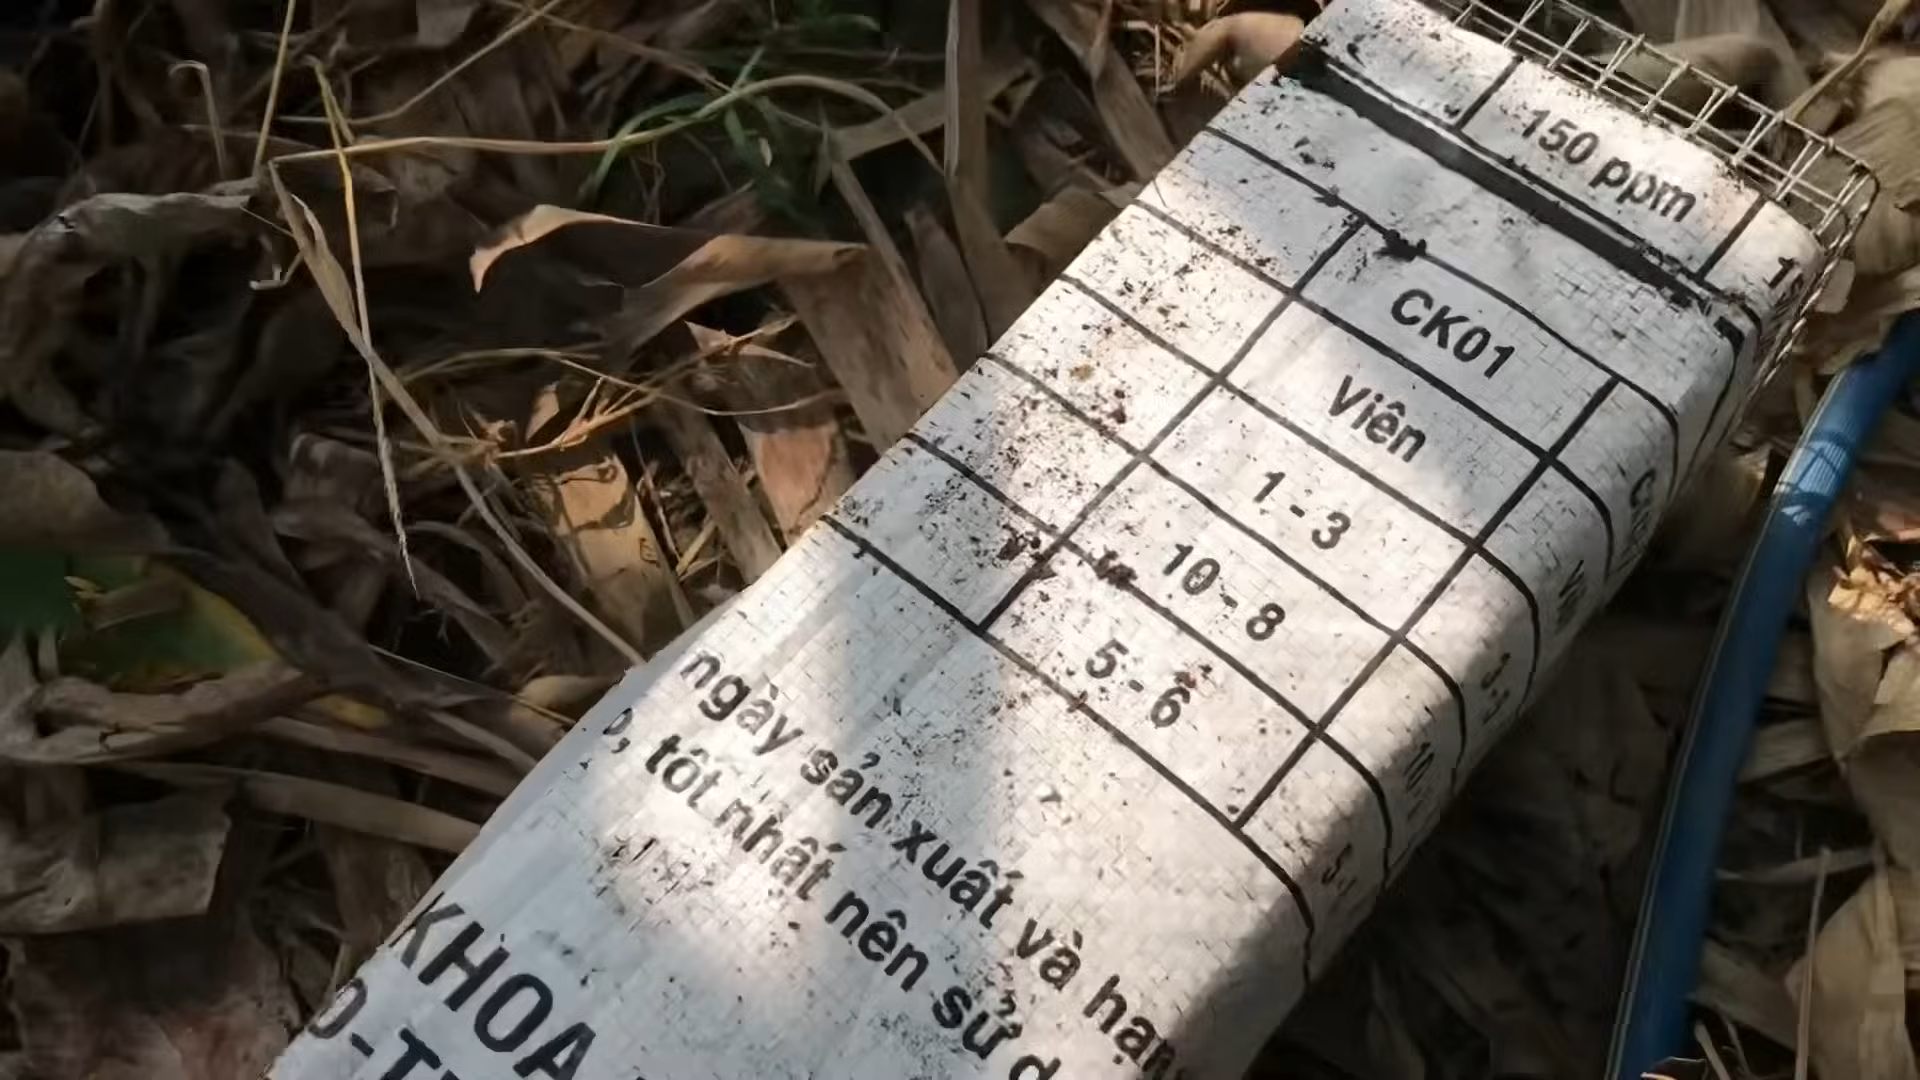 150 ppm
CK01
Viên
1 - 3
10 - 8
5 - 6
ngày sản xuất và hạn
tốt nhất nên sử d
KHOA
O-T